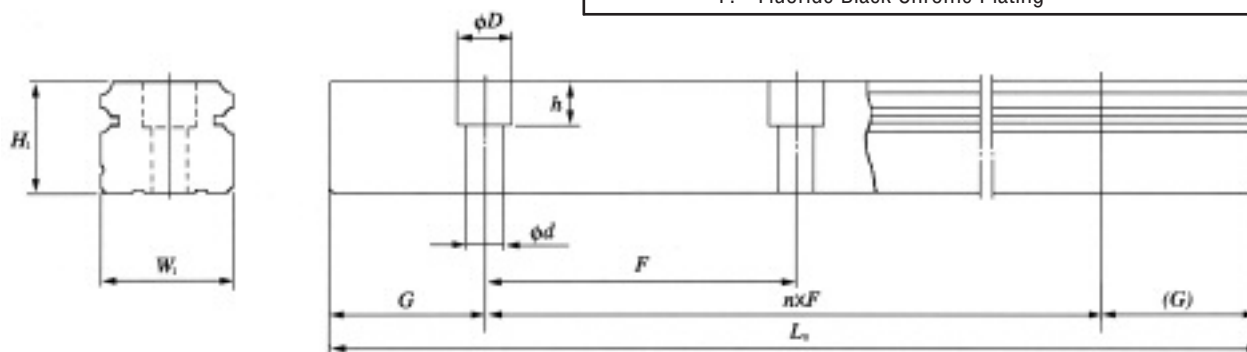 F: Fluoride Black Chrome Plating
φD
h
H₁
φd
W₁
F
G
n×F
(G)
L₀